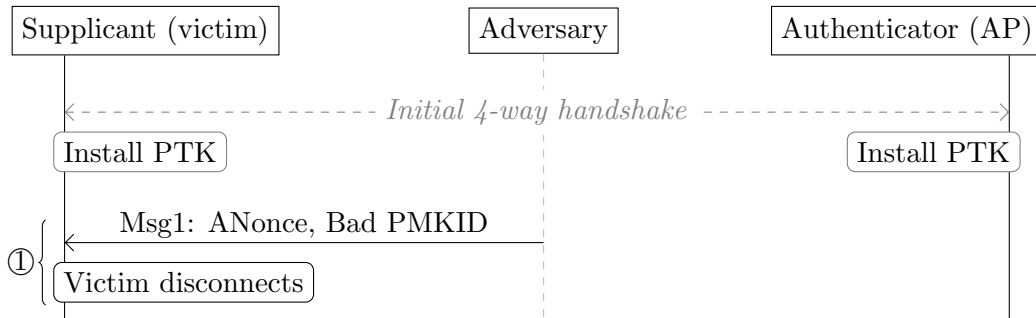 Supplicant (victim)
Adversary
Authenticator (AP)
Initial 4-way handshake
Install PTK
Install PTK
Msg1: ANonce, Bad PMKID
①
Victim disconnects